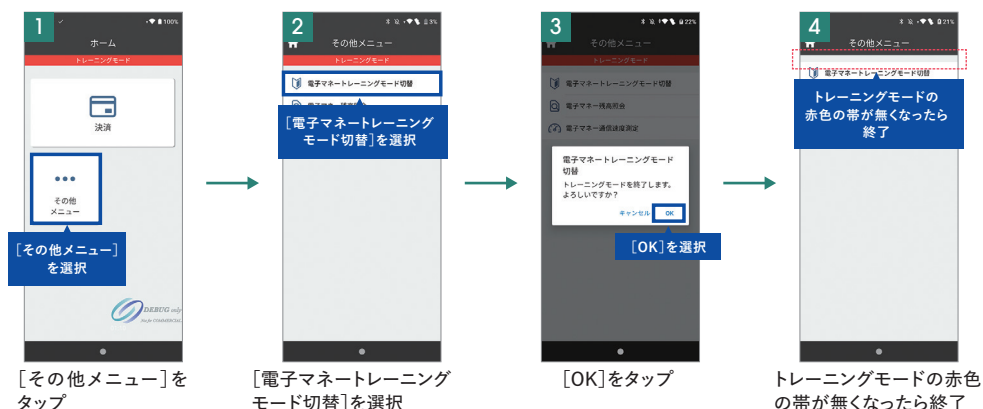 1
100%
ホーム
トレーニングモード
決済
その他
メニュー
[その他メニュー]
を選択
DEBUG only
[その他メニュー]を
タップ
2
その他メニュー
トレーニングモード
電子マネートレーニングモード切替
[電子マネートレーニング
モード切替]を選択
[電子マネートレーニング
モード切替]を選択
3
22%
その他メニュー
トレーニングモード
電子マネートレーニングモード切替
電子マネー残高照会
電子マネー通信速度測定
電子マネートレーニングモード
切替
トレーニングモードを終了します。
よろしいですか?
キャンセル OK
[OK]を選択
[OK]をタップ
4
21%
その他メニュー
電子マネートレーニングモード切替
トレーニングモードの
赤色の帯が無くなったら
終了
トレーニングモードの赤色
の帯が無くなったら終了